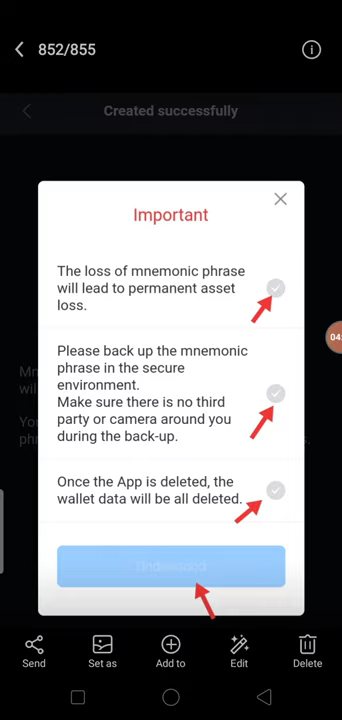 852/855
Created successfully
Important
The loss of mnemonic phrase
will lead to permanent asset
loss.
Please back up the mnemonic
phrase in the secure
environment.
Make sure there is no third
party or camera around you
during the back-up.
Once the App is deleted, the
wallet data will be all deleted.
Understand
Send
Set as
Add to
Edit
Delete